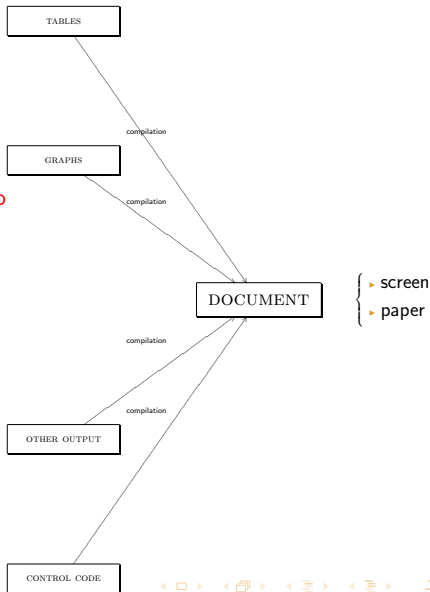 TABLES
compilation
GRAPHS
compilation
DOCUMENT
▸ screen
▸ paper
compilation
compilation
OTHER OUTPUT
CONTROL CODE